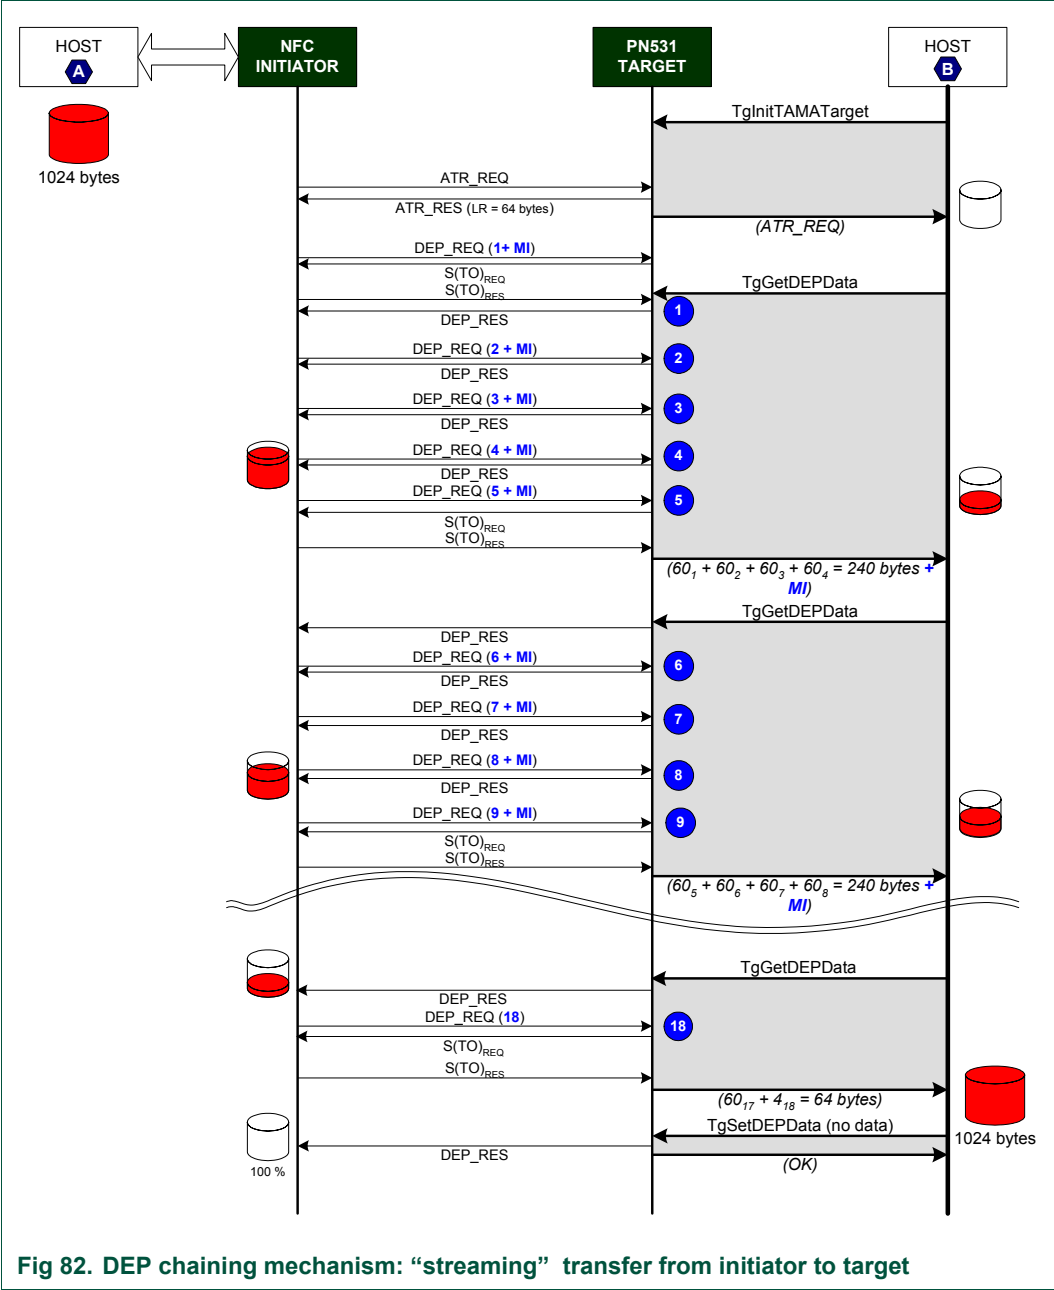 HOST
A
NFC
INITIATOR
PN531
TARGET
HOST
B
TgInitTAMATarget
1024 bytes
ATR_REQ
ATR_RES (LR = 64 bytes)
(ATR_REQ)
DEP_REQ (1+ MI)
S(TO)REQ
S(TO)RES
TgGetDEPData
1
DEP_RES
DEP_REQ (2 + MI)
2
DEP_RES
DEP_REQ (3 + MI)
3
DEP_RES
DEP_REQ (4 + MI)
4
DEP_RES
DEP_REQ (5 + MI)
5
S(TO)REQ
S(TO)RES
(60₁ + 60₂ + 60₃ + 60₄ = 240 bytes +
MI)
TgGetDEPData
DEP_RES
DEP_REQ (6 + MI)
6
DEP_RES
DEP_REQ (7 + MI)
7
DEP_RES
DEP_REQ (8 + MI)
8
DEP_RES
DEP_REQ (9 + MI)
9
S(TO)REQ
S(TO)RES
(60₅ + 60₆ + 60₇ + 60₈ = 240 bytes +
MI)
TgGetDEPData
DEP_RES
DEP_REQ (18)
18
S(TO)REQ
S(TO)RES
(60₁₇ + 4₁₈ = 64 bytes)
TgSetDEPData (no data)
1024 bytes
DEP_RES
(OK)
100 %
Fig 82. DEP chaining mechanism: “streaming” transfer from initiator to target